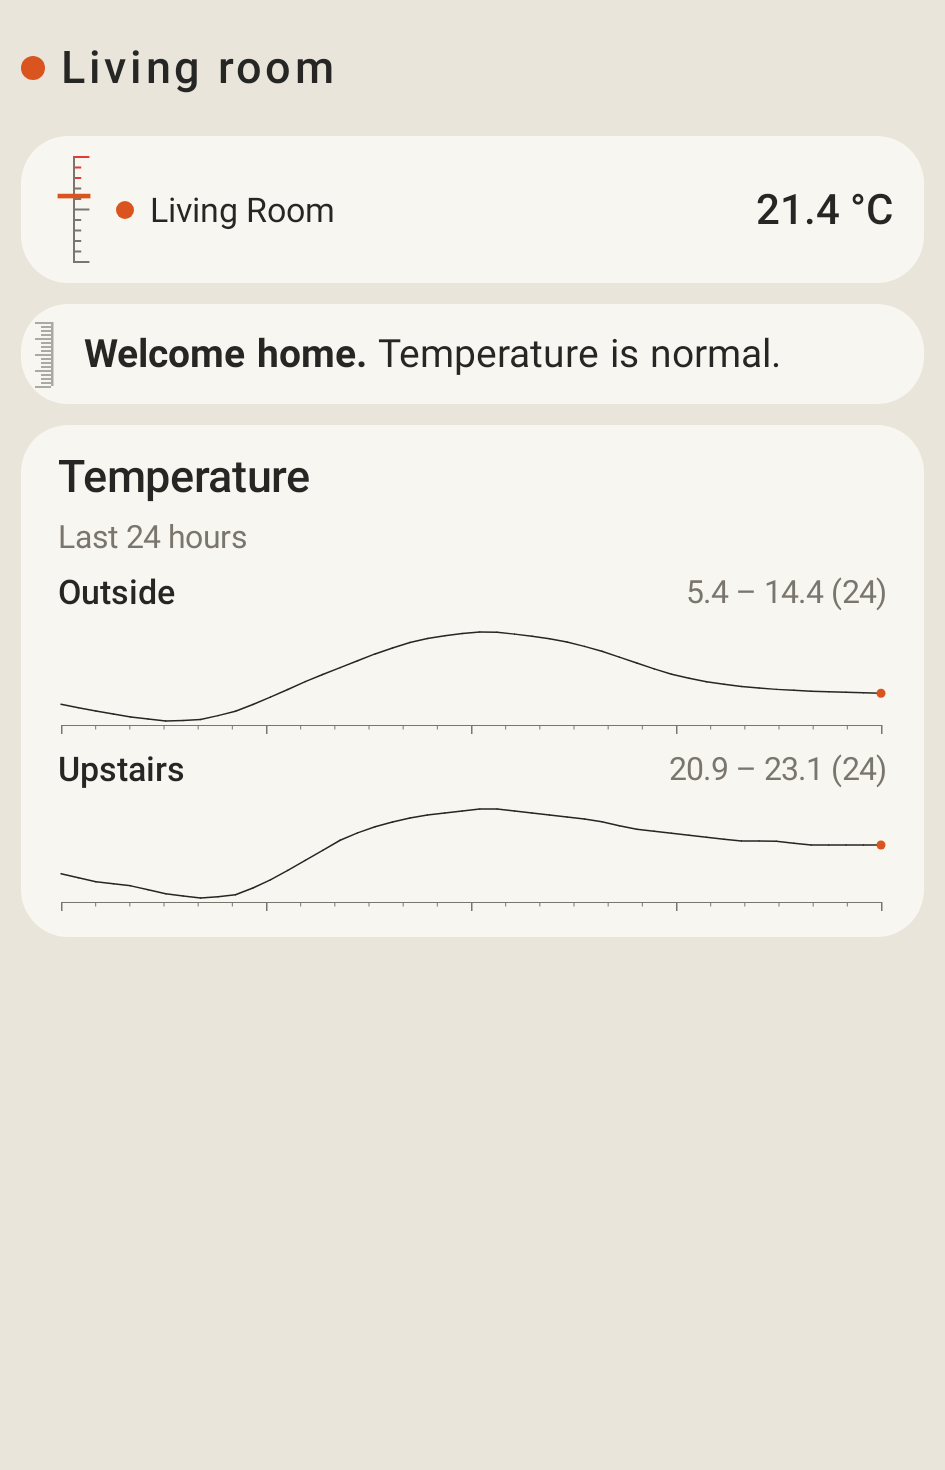 Living room
Living Room 21.4 °C
Welcome home. Temperature is normal.
Temperature
Last 24 hours
Outside 5.4 – 14.4 (24)
Upstairs 20.9 – 23.1 (24)